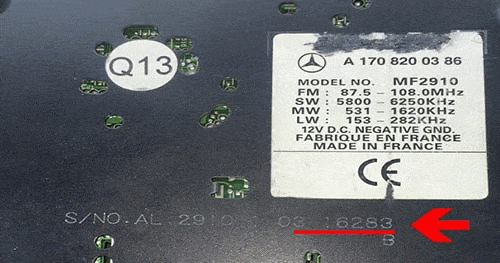 Q13
A 170 820 03 86
MODEL NO. MF2910
FM : 87.5 - 108.0MHz
SW : 5800 - 6250KHz
MW : 531 - 1620KHz
LW : 153 - 282KHz
12V D.C. NEGATIVE GND.
FABRIQUE EN FRANCE
MADE IN FRANCE
CE
S/NO. AL 2910 03 16283
B